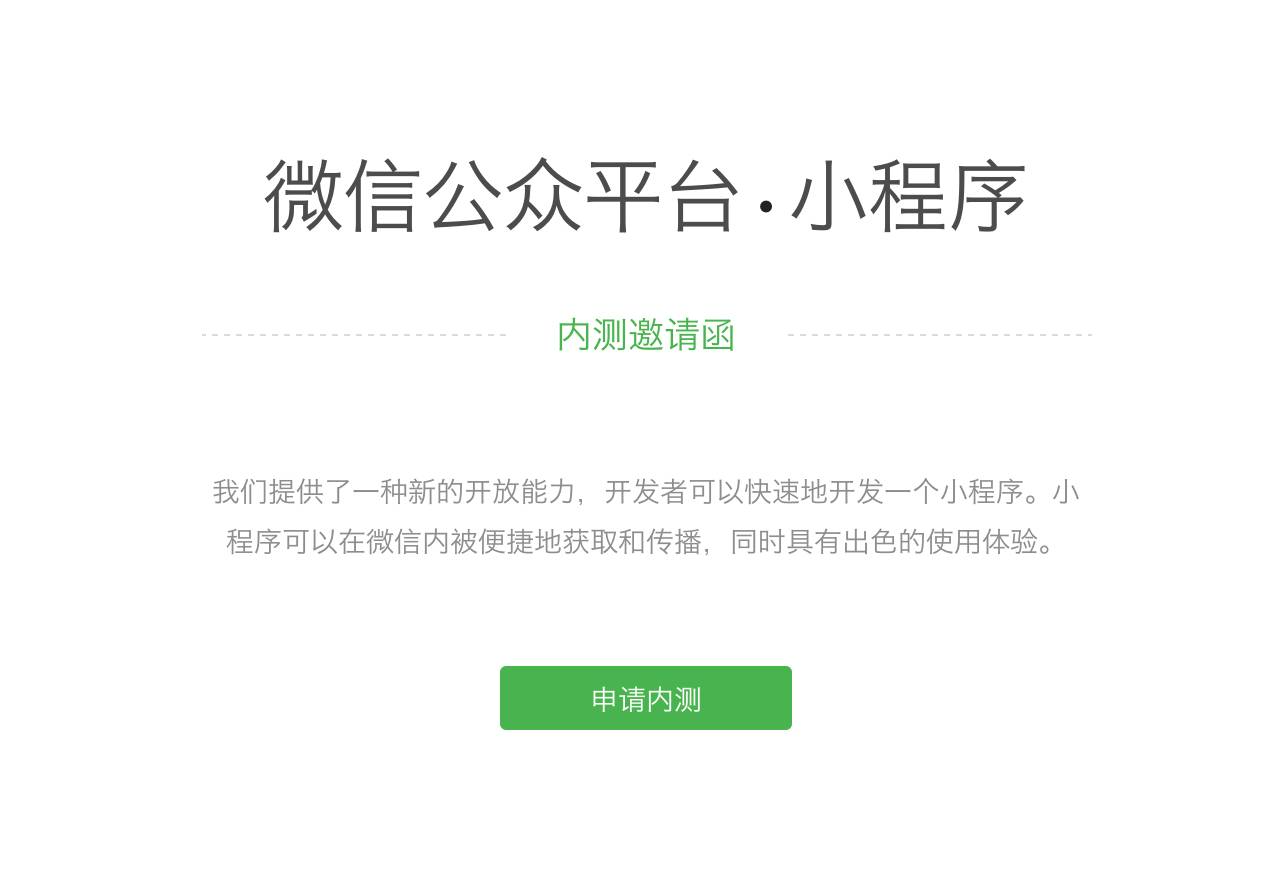 微信公众平台·小程序
内测邀请函
我们提供了一种新的开放能力，开发者可以快速地开发一个小程序。小
程序可以在微信内被便捷地获取和传播，同时具有出色的使用体验。
申请内测